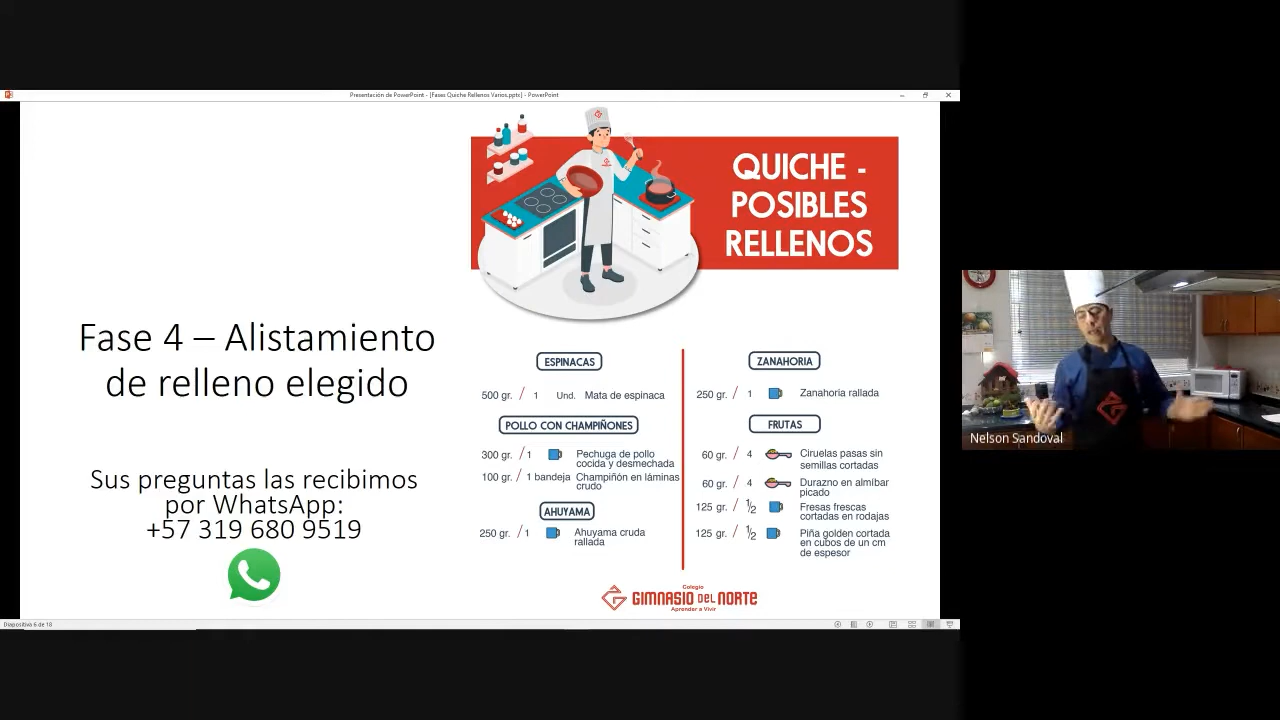 Presentación de PowerPoint - [Fases Quiche Rellenos Varios.pptx] - PowerPoint
QUICHE -
POSIBLES
RELLENOS
Fase 4 – Alistamiento
de relleno elegido
Sus preguntas las recibimos
por WhatsApp:
+57 319 680 9519
ESPINACAS
500 gr. / 1 Und. Mata de espinaca
POLLO CON CHAMPIÑONES
300 gr. / 1 Pechuga de pollo
cocida y desmechada
100 gr. / 1 bandeja Champiñón en láminas
crudo
AHUYAMA
250 gr. / 1 Ahuyama cruda
rallada
ZANAHORIA
250 gr. / 1 Zanahoria rallada
FRUTAS
60 gr. / 4 Ciruelas pasas sin
semillas cortadas
60 gr. / 4 Durazno en almíbar
picado
125 gr. / 1/2 Fresas frescas
cortadas en rodajas
125 gr. / 1/2 Piña golden cortada
en cubos de un cm
de espesor
Colegio
GIMNASIO DEL NORTE
Aprender a Vivir
Diapositiva 6 de 18
Nelson Sandoval